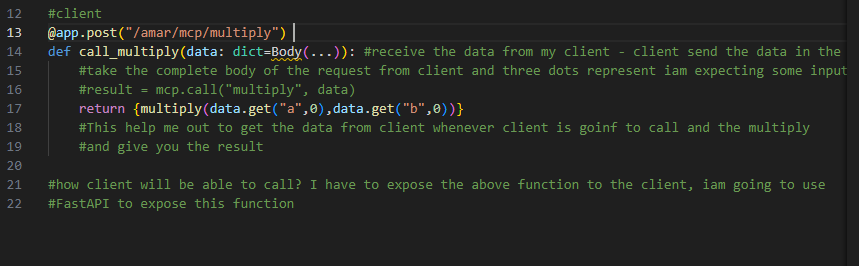 12 #client
13 @app.post("/amar/mcp/multiply")
14 def call_multiply(data: dict=Body(...)): #receive the data from my client - client send the data in the
15 #take the complete body of the request from client and three dots represent iam expecting some input
16 #result = mcp.call("multiply", data)
17 return {multiply(data.get("a",0),data.get("b",0))}
18 #This help me out to get the data from client whenever client is goinf to call and the multiply
19 #and give you the result
20
21 #how client will be able to call? I have to expose the above function to the client, iam going to use
22 #FastAPI to expose this function